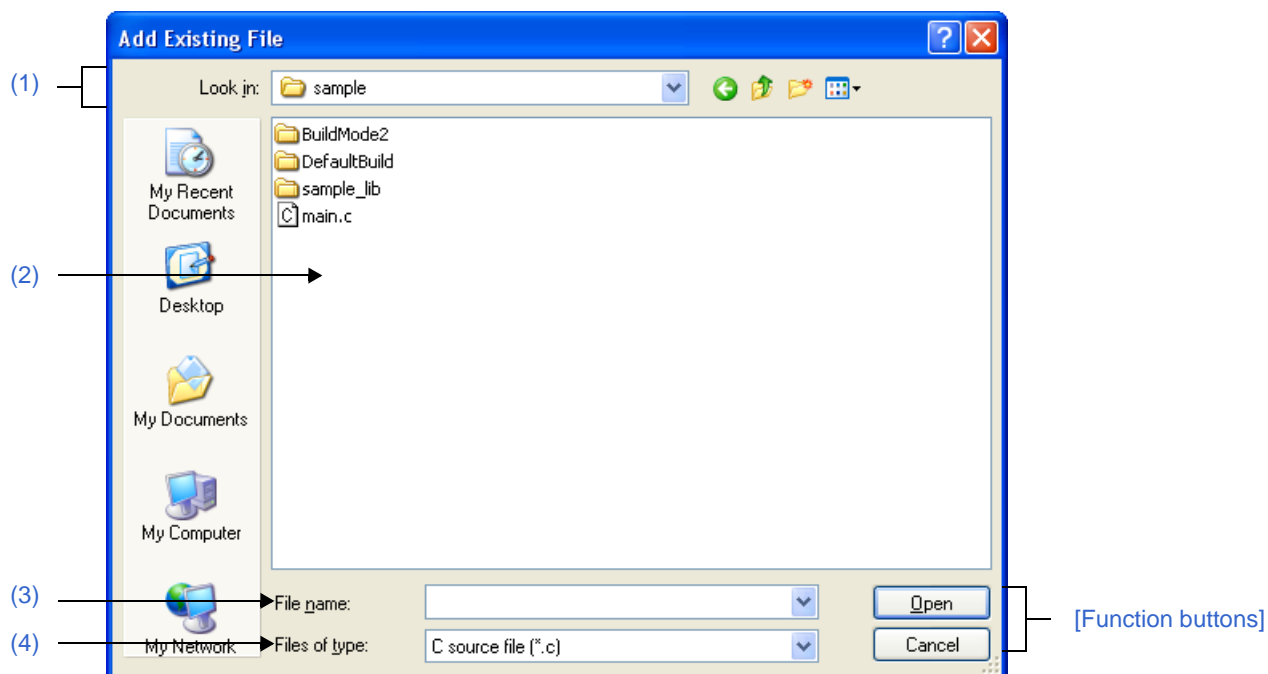 Add Existing File
(1)
Look in:
sample
BuildMode2
DefaultBuild
sample_lib
main.c
My Recent
Documents
(2)
Desktop
My Documents
My Computer
My Network
(3)
File name:
Open
[Function buttons]
(4)
Files of type:
C source file (*.c)
Cancel